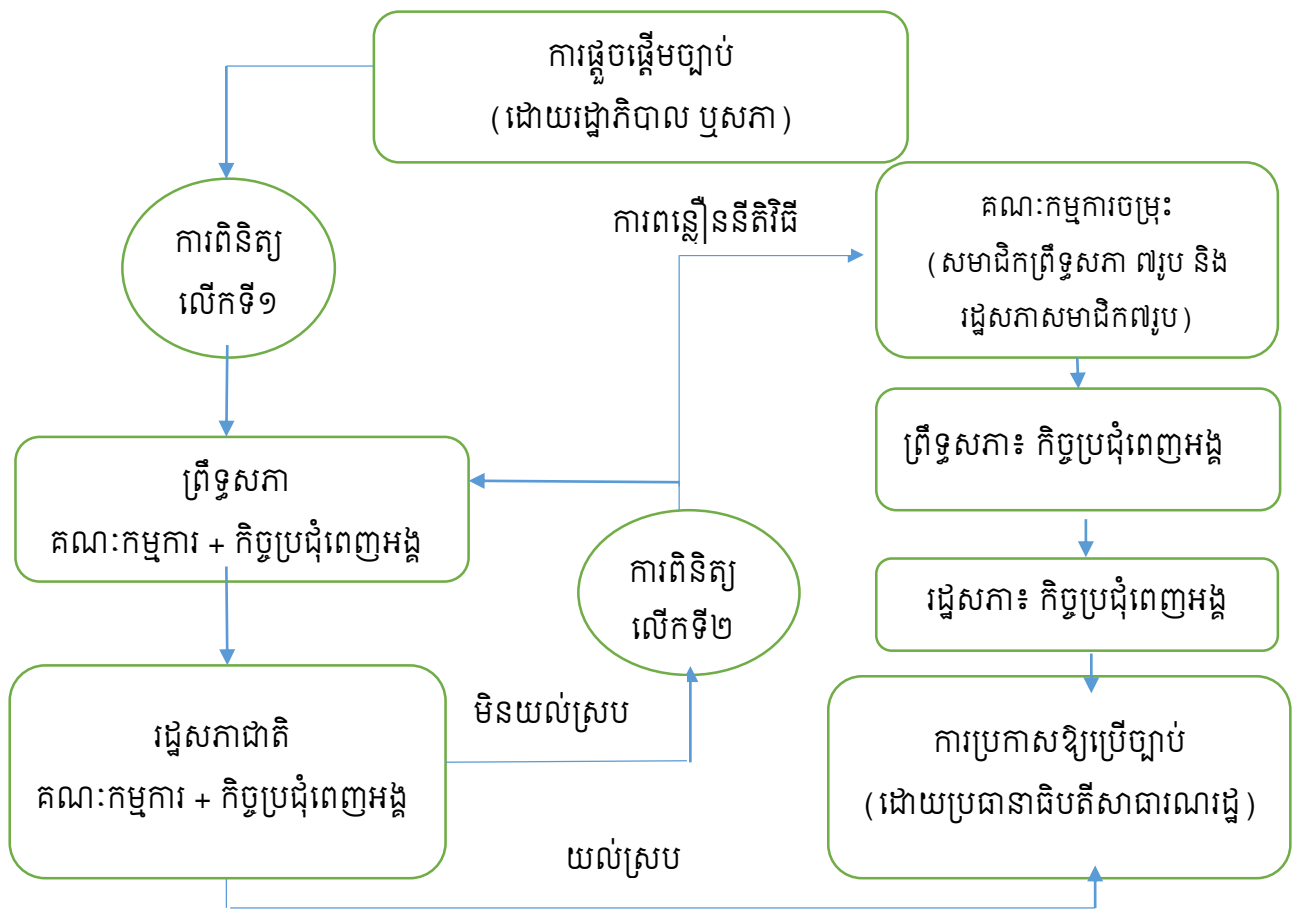 ការផ្តួចផ្តើមច្បាប់
(ដោយរដ្ឋាភិបាល ឬសភា)
ការពិនិត្យ
លើកទី១
ការពន្លឿននីតិវិធី
គណៈកម្មការចម្រុះ
(សមាជិកព្រឹទ្ធសភា ៧រូប និង
រដ្ឋសភាសមាជិក៧រូប)
ព្រឹទ្ធសភា៖ កិច្ចប្រជុំពេញអង្គ
ព្រឹទ្ធសភា
គណៈកម្មការ + កិច្ចប្រជុំពេញអង្គ
ការពិនិត្យ
លើកទី២
រដ្ឋសភា៖ កិច្ចប្រជុំពេញអង្គ
មិនយល់ស្រប
រដ្ឋសភាជាតិ
គណៈកម្មការ + កិច្ចប្រជុំពេញអង្គ
ការប្រកាសឱ្យប្រើច្បាប់
(ដោយប្រធានាធិបតីសាធារណរដ្ឋ)
យល់ស្រប